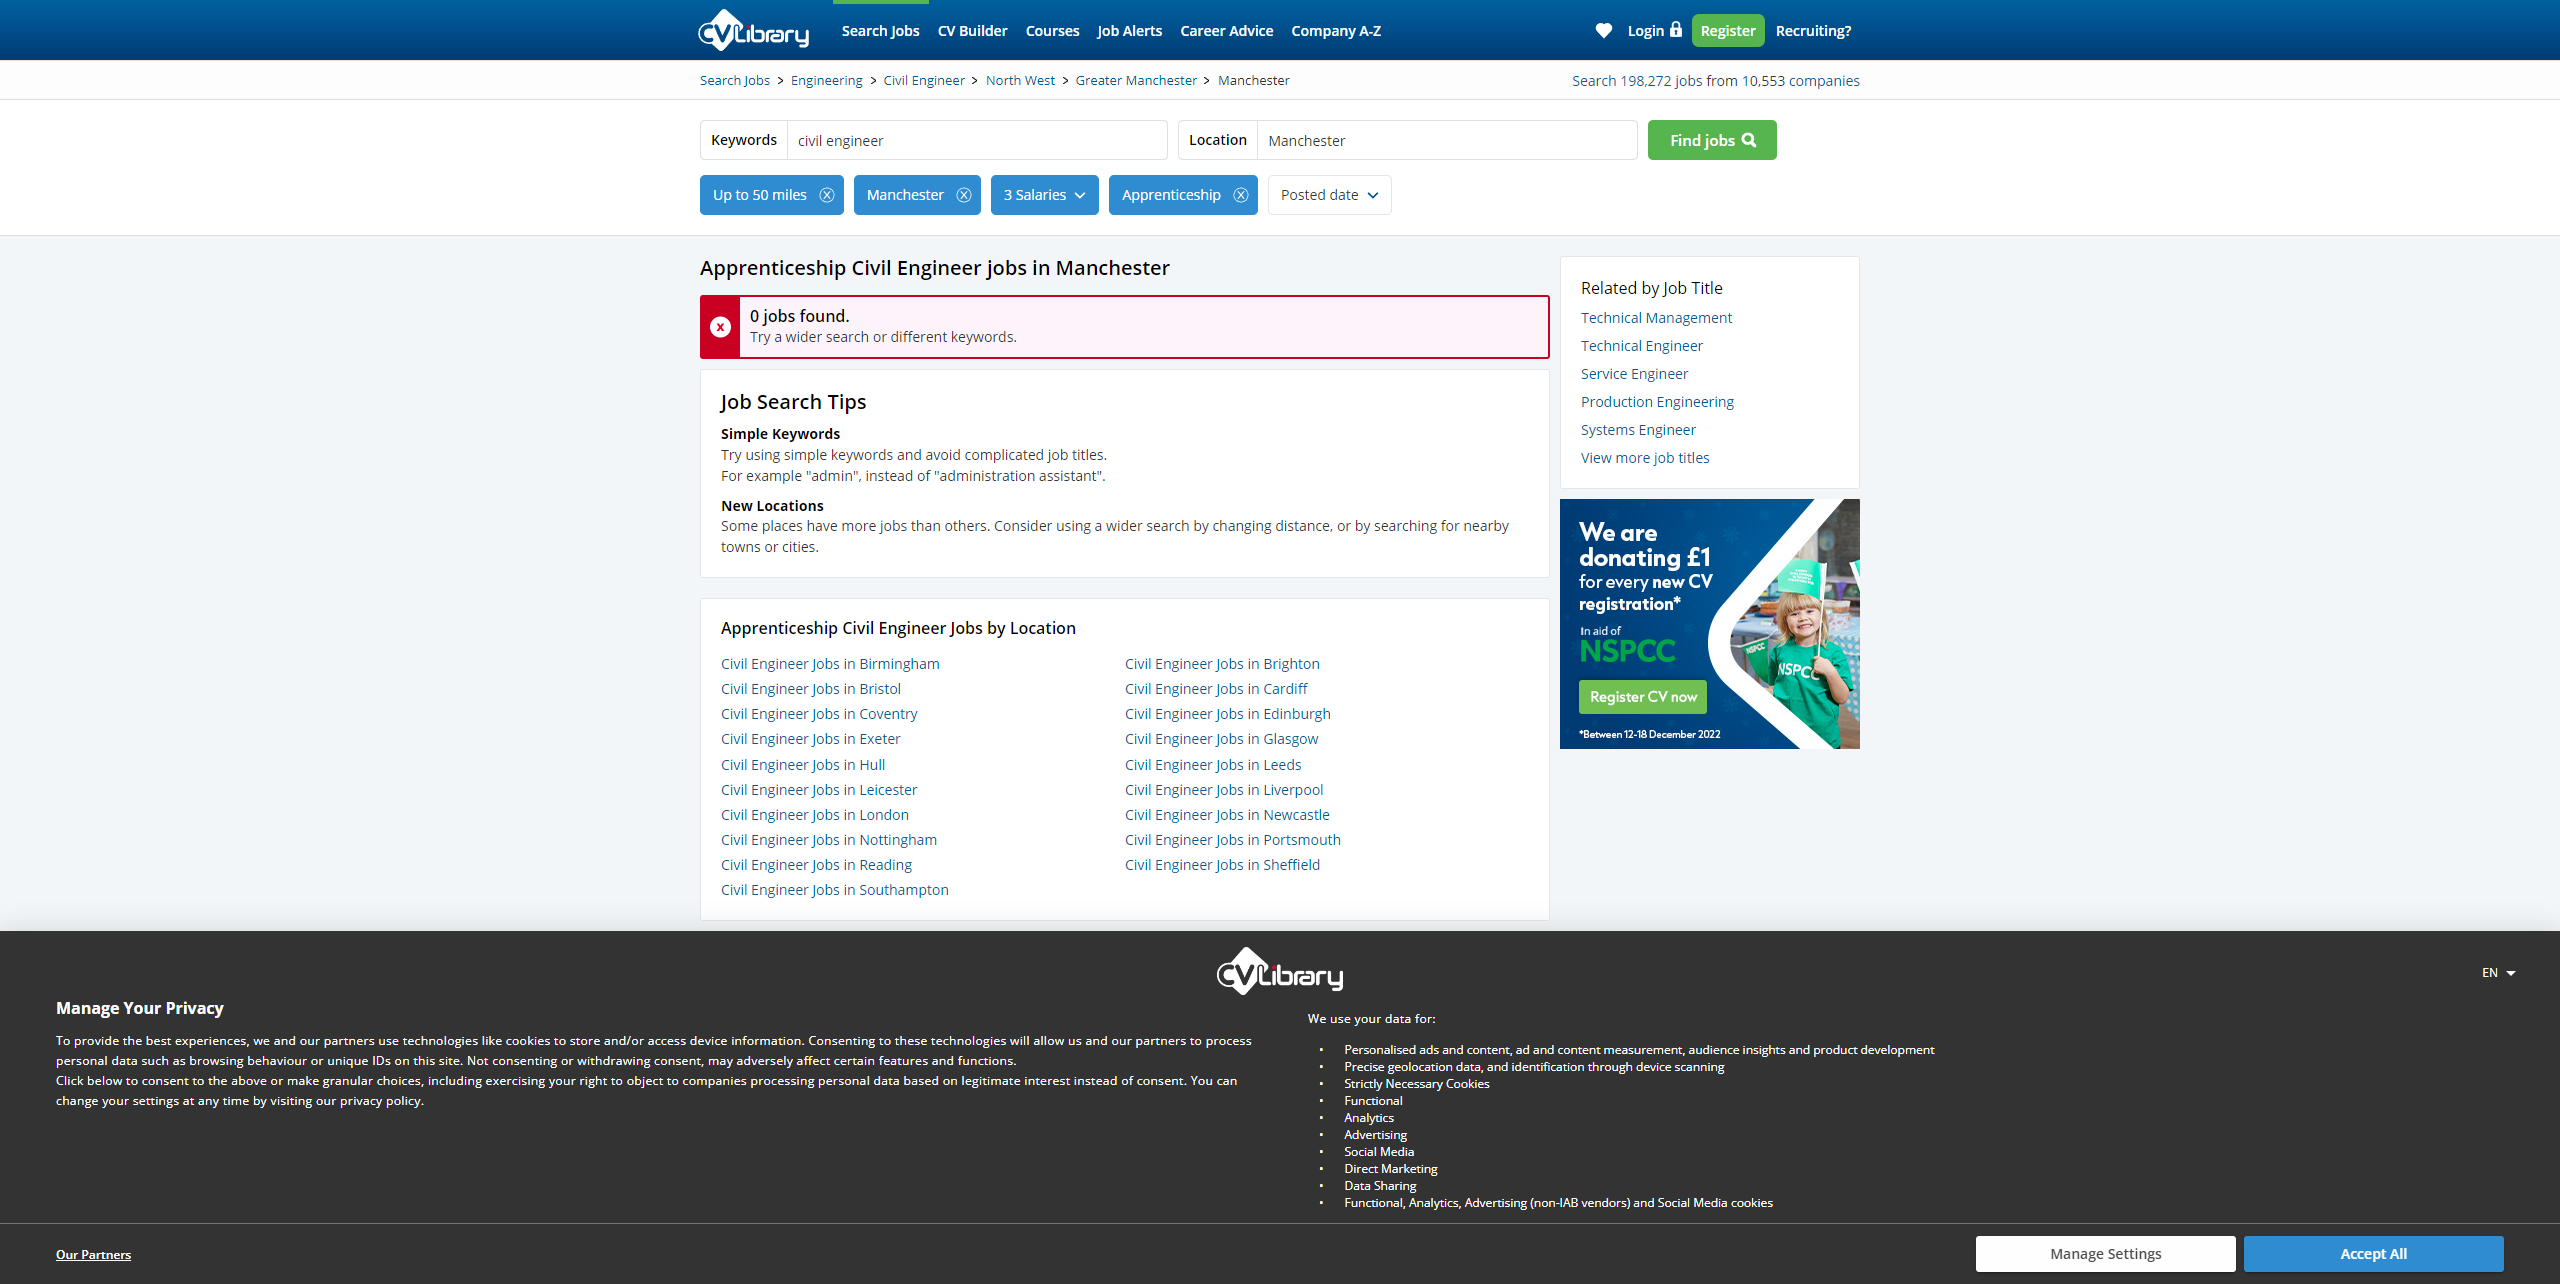 CV Library
Search Jobs CV Builder Courses Job Alerts Career Advice Company A-Z Login Register Recruiting?
Search Jobs > Engineering > Civil Engineer > North West > Greater Manchester > Manchester
Search 198,272 jobs from 10,553 companies
Keywords civil engineer Location Manchester Find jobs
Up to 50 miles Manchester 3 Salaries Apprenticeship Posted date
Apprenticeship Civil Engineer jobs in Manchester
0 jobs found.
Try a wider search or different keywords.
Job Search Tips
Simple Keywords
Try using simple keywords and avoid complicated job titles.
For example "admin", instead of "administration assistant".
New Locations
Some places have more jobs than others. Consider using a wider search by changing distance, or by searching for nearby
towns or cities.
Apprenticeship Civil Engineer Jobs by Location
Civil Engineer Jobs in Birmingham
Civil Engineer Jobs in Bristol
Civil Engineer Jobs in Coventry
Civil Engineer Jobs in Exeter
Civil Engineer Jobs in Hull
Civil Engineer Jobs in Leicester
Civil Engineer Jobs in London
Civil Engineer Jobs in Nottingham
Civil Engineer Jobs in Reading
Civil Engineer Jobs in Southampton
Civil Engineer Jobs in Brighton
Civil Engineer Jobs in Cardiff
Civil Engineer Jobs in Edinburgh
Civil Engineer Jobs in Glasgow
Civil Engineer Jobs in Leeds
Civil Engineer Jobs in Liverpool
Civil Engineer Jobs in Newcastle
Civil Engineer Jobs in Portsmouth
Civil Engineer Jobs in Sheffield
Related by Job Title
Technical Management
Technical Engineer
Service Engineer
Production Engineering
Systems Engineer
View more job titles
We are
donating £1
for every new CV
registration*
In aid of
NSPCC
Register CV now
*Between 12-18 December 2022
NSPCC
NSPCC
CV Library
EN
Manage Your Privacy
To provide the best experiences, we and our partners use technologies like cookies to store and/or access device information. Consenting to these technologies will allow us and our partners to process
personal data such as browsing behaviour or unique IDs on this site. Not consenting or withdrawing consent, may adversely affect certain features and functions.
Click below to consent to the above or make granular choices, including exercising your right to object to companies processing personal data based on legitimate interest instead of consent. You can
change your settings at any time by visiting our privacy policy.
We use your data for:
• Personalised ads and content, ad and content measurement, audience insights and product development
• Precise geolocation data, and identification through device scanning
• Strictly Necessary Cookies
• Functional
• Analytics
• Advertising
• Social Media
• Direct Marketing
• Data Sharing
• Functional, Analytics, Advertising (non-IAB vendors) and Social Media cookies
Our Partners
Manage Settings
Accept All